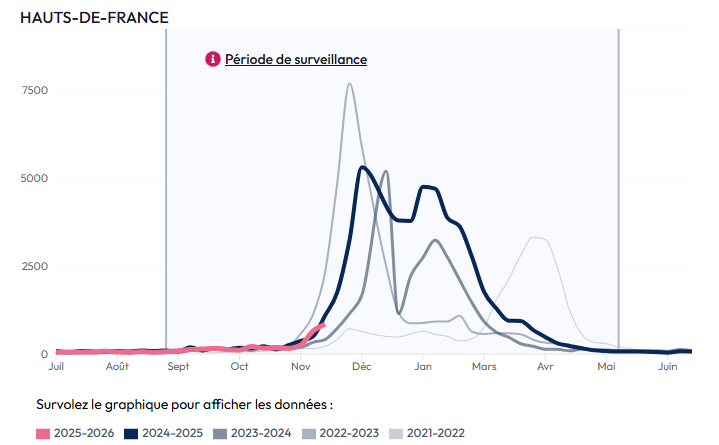 HAUTS-DE-FRANCE
Période de surveillance
7500
5000
2500
0
Juil Août Sept Oct Nov Déc Jan Mars Avr Mai Juin
Survolez le graphique pour afficher les données :
2025-2026 2024-2025 2023-2024 2022-2023 2021-2022